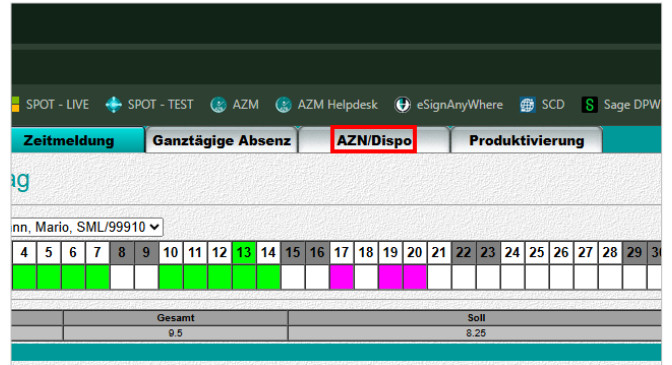 SPOT - LIVE SPOT - TEST AZM AZM Helpdesk eSignAnyWhere SCD Sage DPW
Zeitmeldung Ganztägige Absenz AZN/Dispo Produktivierung
ag
nn, Mario, SML/99910
4 5 6 7 8 9 10 11 12 13 14 15 16 17 18 19 20 21 22 23 24 25 26 27 28 29 30
Gesamt Soll
9.5 8.25